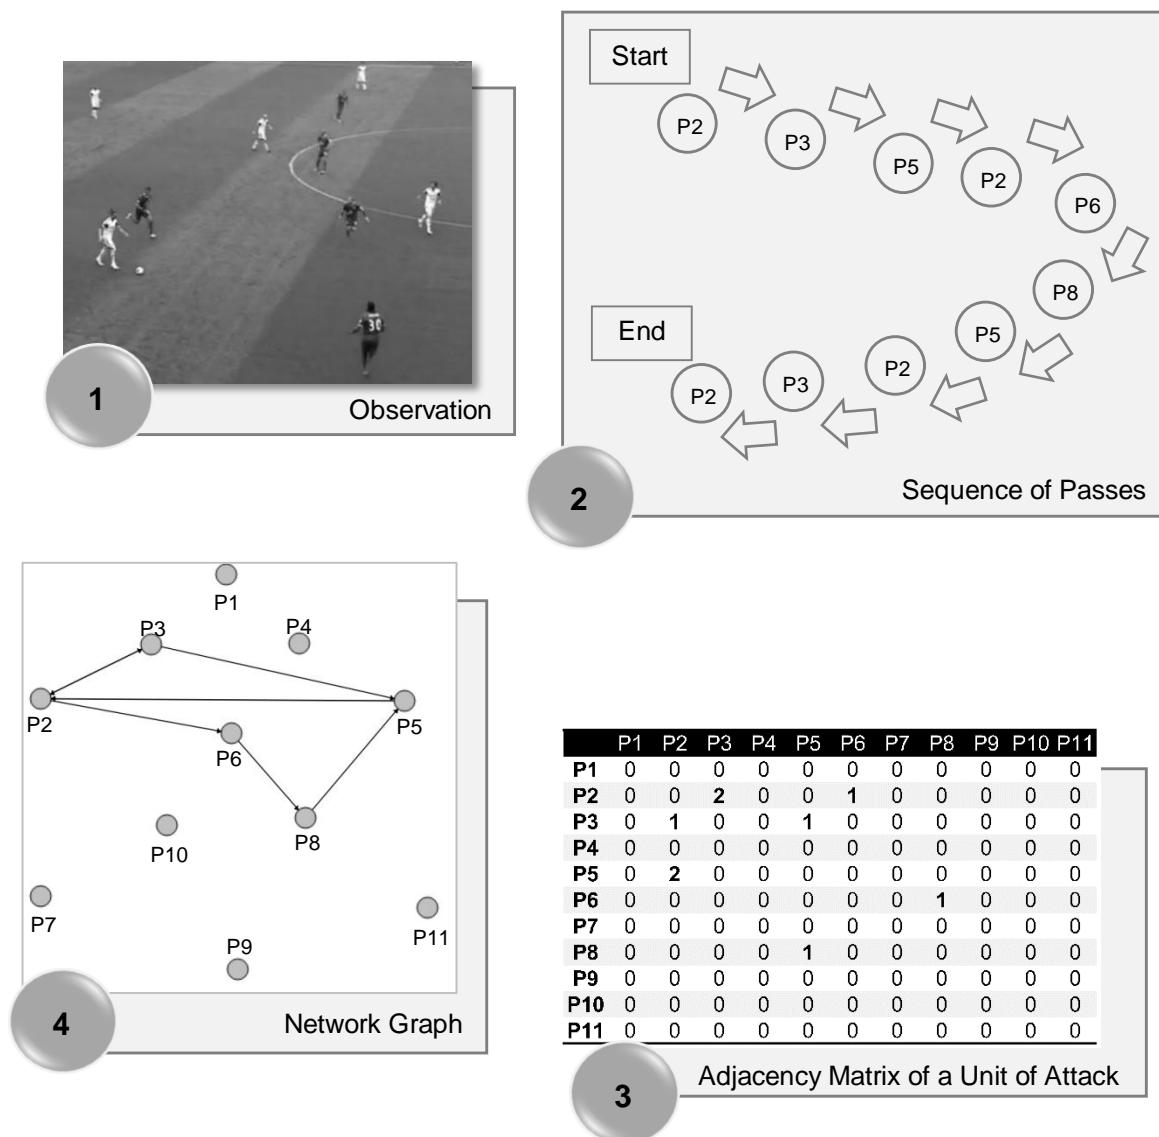 30
1
Observation
Start
P2
P3
P5
P2
P6
P8
P5
P2
P3
P2
End
2
Sequence of Passes
P1
P3
P4
P2
P5
P6
P8
P10
P7
P11
P9
4
Network Graph
P1 P2 P3 P4 P5 P6 P7 P8 P9 P10 P11
P1 0 0 0 0 0 0 0 0 0 0 0
P2 0 0 2 0 0 1 0 0 0 0 0
P3 0 1 0 0 1 0 0 0 0 0 0
P4 0 0 0 0 0 0 0 0 0 0 0
P5 0 2 0 0 0 0 0 0 0 0 0
P6 0 0 0 0 0 0 0 1 0 0 0
P7 0 0 0 0 0 0 0 0 0 0 0
P8 0 0 0 0 1 0 0 0 0 0 0
P9 0 0 0 0 0 0 0 0 0 0 0
P10 0 0 0 0 0 0 0 0 0 0 0
P11 0 0 0 0 0 0 0 0 0 0 0
3
Adjacency Matrix of a Unit of Attack